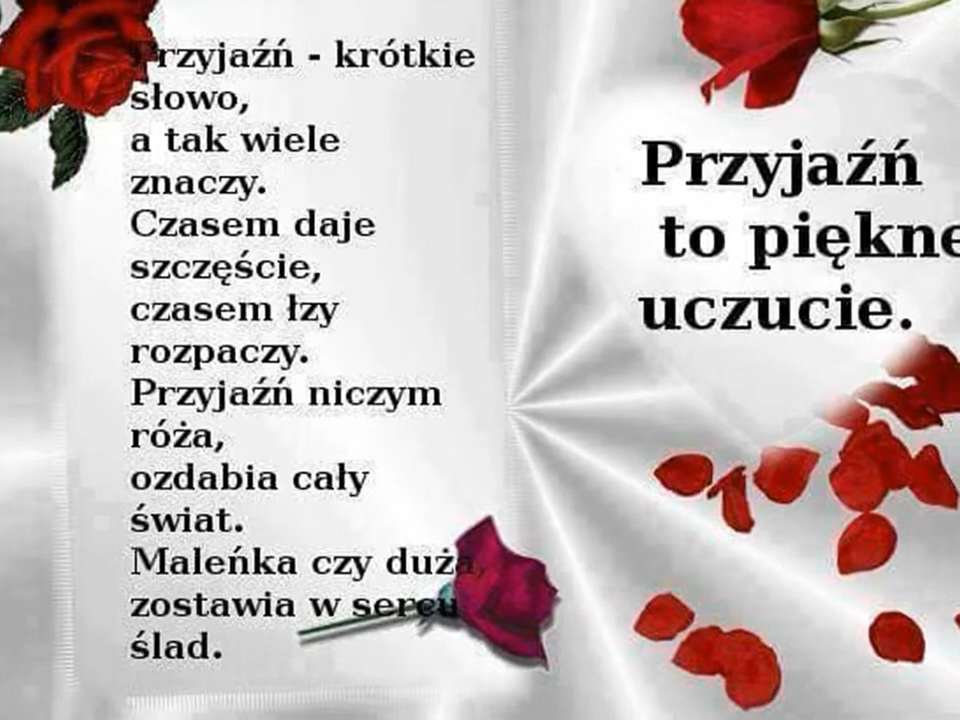 Przyjaźń - krótkie
słowo,
a tak wiele
znaczy.
Czasem daje
szczęście,
czasem łzy
rozpaczy.
Przyjaźń niczym
róża,
ozdabia cały
świat.
Maleńka czy duża,
zostawia w sercu
ślad.
Przyjaźń
to piękne
uczucie.